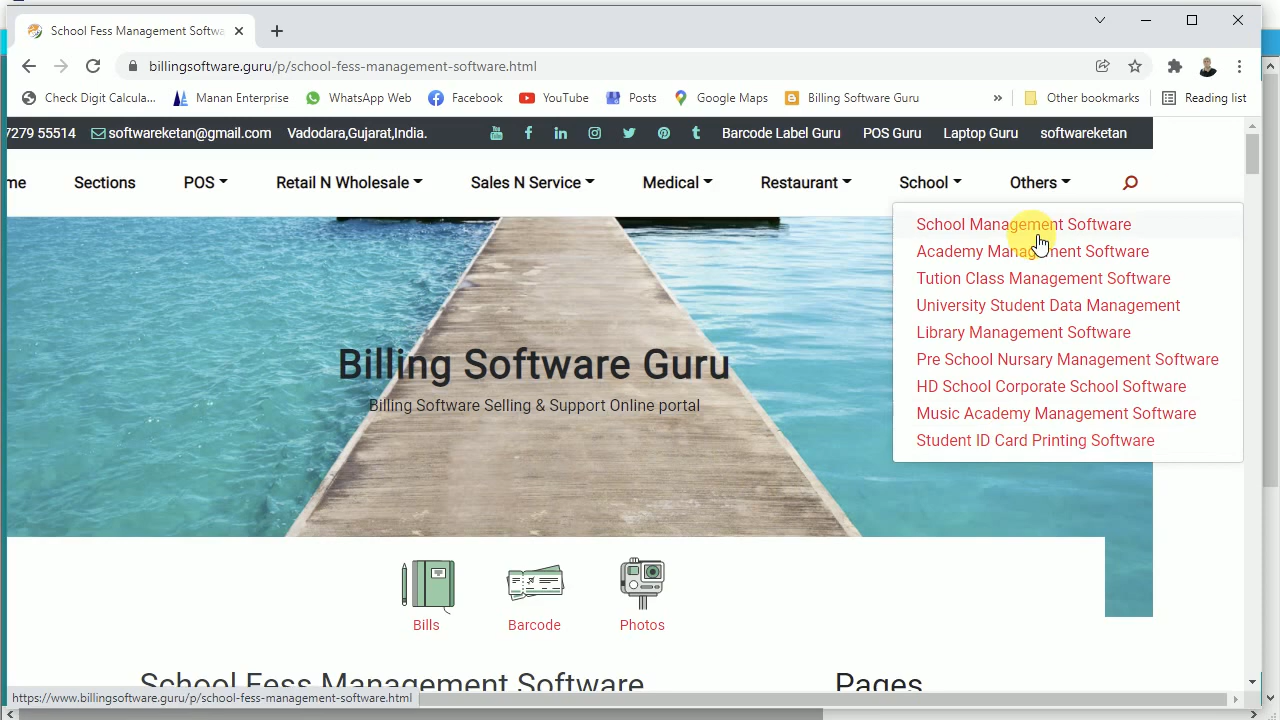 School Fess Management Softwa
billingsoftware.guru/p/school-fess-management-software.html
Check Digit Calcula... Manan Enterprise WhatsApp Web Facebook YouTube Posts Google Maps Billing Software Guru » Other bookmarks Reading list
7279 55514 softwareketan@gmail.com Vadodara,Gujarat,India. Barcode Label Guru POS Guru Laptop Guru softwareketan
me Sections POS Retail N Wholesale Sales N Service Medical Restaurant School Others
School Management Software
Academy Management Software
Tution Class Management Software
University Student Data Management
Library Management Software
Pre School Nursary Management Software
HD School Corporate School Software
Music Academy Management Software
Student ID Card Printing Software
Billing Software Guru
Billing Software Selling & Support Online portal
Bills Barcode Photos
School Fess Management Software Pages
https://www.billingsoftware.guru/p/school-fess-management-software.html